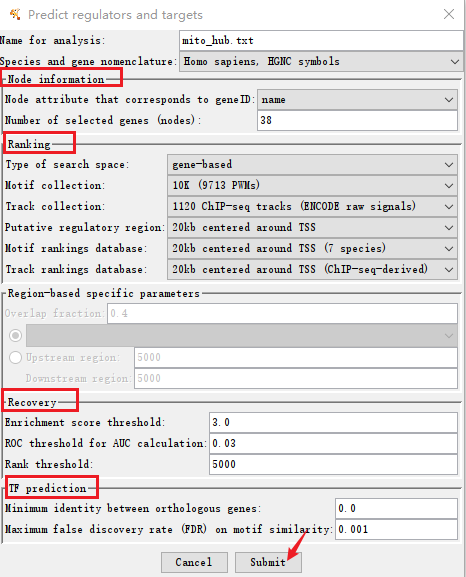 Predict regulators and targets
Name for analysis: mito_hub.txt
Species and gene nomenclature: Homo sapiens, HGNC symbols
Node information
Node attribute that corresponds to geneID: name
Number of selected genes (nodes): 38
Ranking
Type of search space: gene-based
Motif collection: 10K (9713 PWMs)
Track collection: 1120 ChIP-seq tracks (ENCODE raw signals)
Putative regulatory region: 20kb centered around TSS
Motif rankings database: 20kb centered around TSS (7 species)
Track rankings database: 20kb centered around TSS (ChIP-seq-derived)
Region-based specific parameters
Overlap fraction: 0.4
Upstream region: 5000
Downstream region: 5000
Recovery
Enrichment score threshold: 3.0
ROC threshold for AUC calculation: 0.03
Rank threshold: 5000
TF prediction
Minimum identity between orthologous genes: 0.0
Maximum false discovery rate (FDR) on motif similarity: 0.001
Cancel Submit